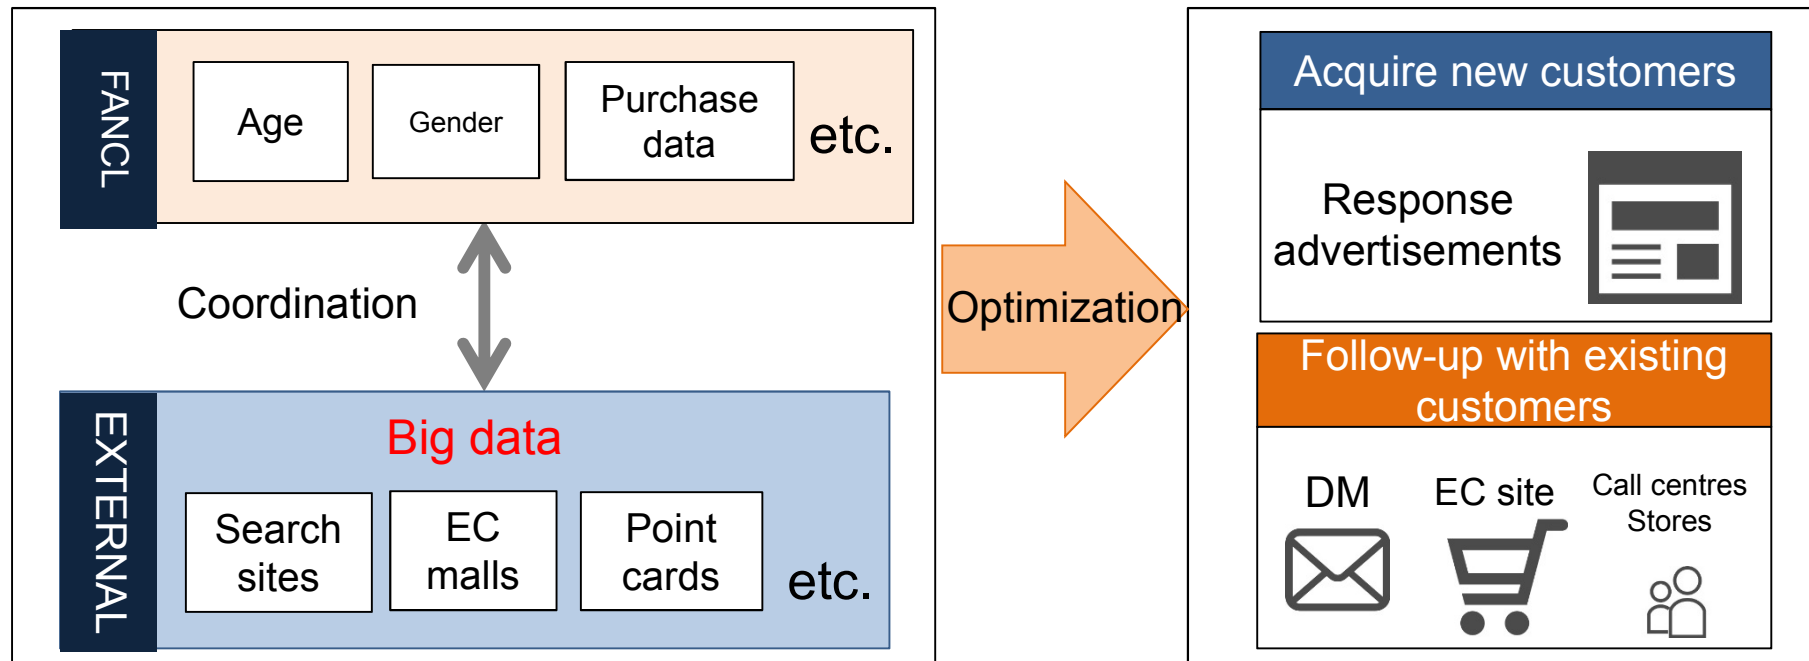 FANCL
Age
Gender
Purchase
data
etc.
Coordination
EXTERNAL
Big data
Search
sites
EC
malls
Point
cards
etc.
Optimization
Acquire new customers
Response
advertisements
Follow-up with existing
customers
DM
EC site
Call centres
Stores